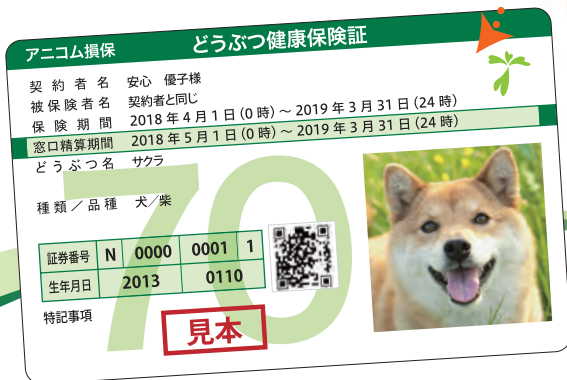 アニコム損保 どうぶつ健康保険証
契約者名 安心 優子様
被保険者名 契約者と同じ
保険期間 2018年4月1日(0時)~2019年3月31日(24時)
窓口精算期間 2018年5月1日(0時)~2019年3月31日(24時)
どうぶつ名 サクラ
種類/品種 犬/柴
70
証券番号 N 0000 0001 1
生年月日 2013 0110
特記事項
見本